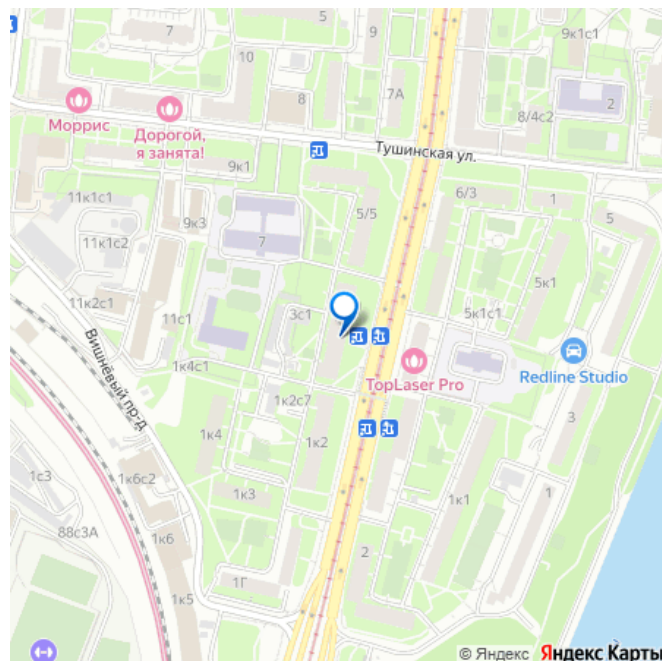 7
9
9к1с1
10
8
7А
2
8/4с2
Моррис
Дорогой,
я занята!
Тушинская ул.
9к1
11к1с1
9к3
5/5
6/3
1
5
11к1с2
7
5к1
11к2с1
11с1
3с1
5к1с1
Вишнёвый пр-д
1к4с1
TopLaser Pro
Redline Studio
1к2с7
3
1к4
1к2
1с3
1к6с2
1к3
1к1
1
88с3А
1к6
2
1Г
1к5
© Яндекс Яндекс Карты